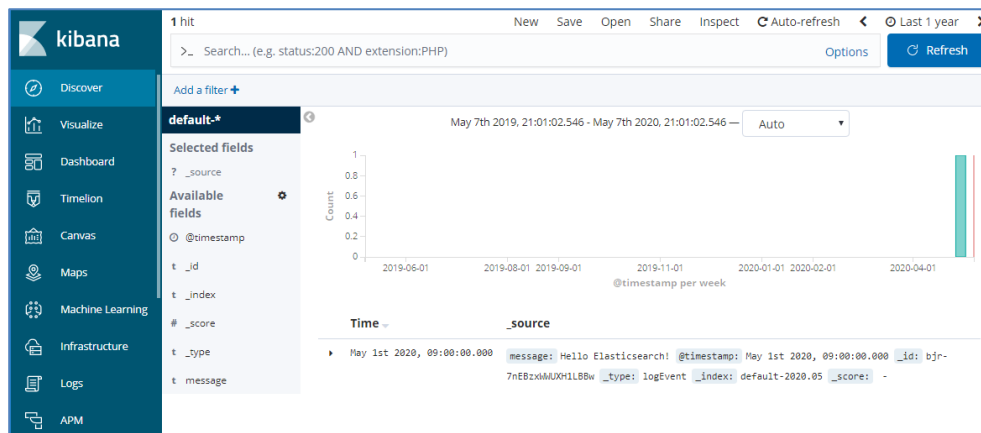 1 hit
New Save Open Share Inspect C Auto-refresh Last 1 year
kibana
>_ Search... (e.g. status:200 AND extension:PHP)
Options
Refresh
Add a filter +
Discover
Visualize
Dashboard
Timelion
Canvas
Maps
Machine Learning
Infrastructure
Logs
APM
default-*
Selected fields
? _source
Available
fields
@timestamp
t _id
t _index
# _score
t _type
t message
May 7th 2019, 21:01:02.546 - May 7th 2020, 21:01:02.546 — Auto
Count
1
0.8
0.6
0.4
0.2
0
2019-06-01 2019-08-01 2019-09-01 2019-11-01 2020-01-01 2020-02-01 2020-04-01
@timestamp per week
Time _source
May 1st 2020, 09:00:00.000 message: Hello Elasticsearch! @timestamp: May 1st 2020, 09:00:00.000 _id: bjr-
_type: logEvent _index: default-2020.05 _score: -